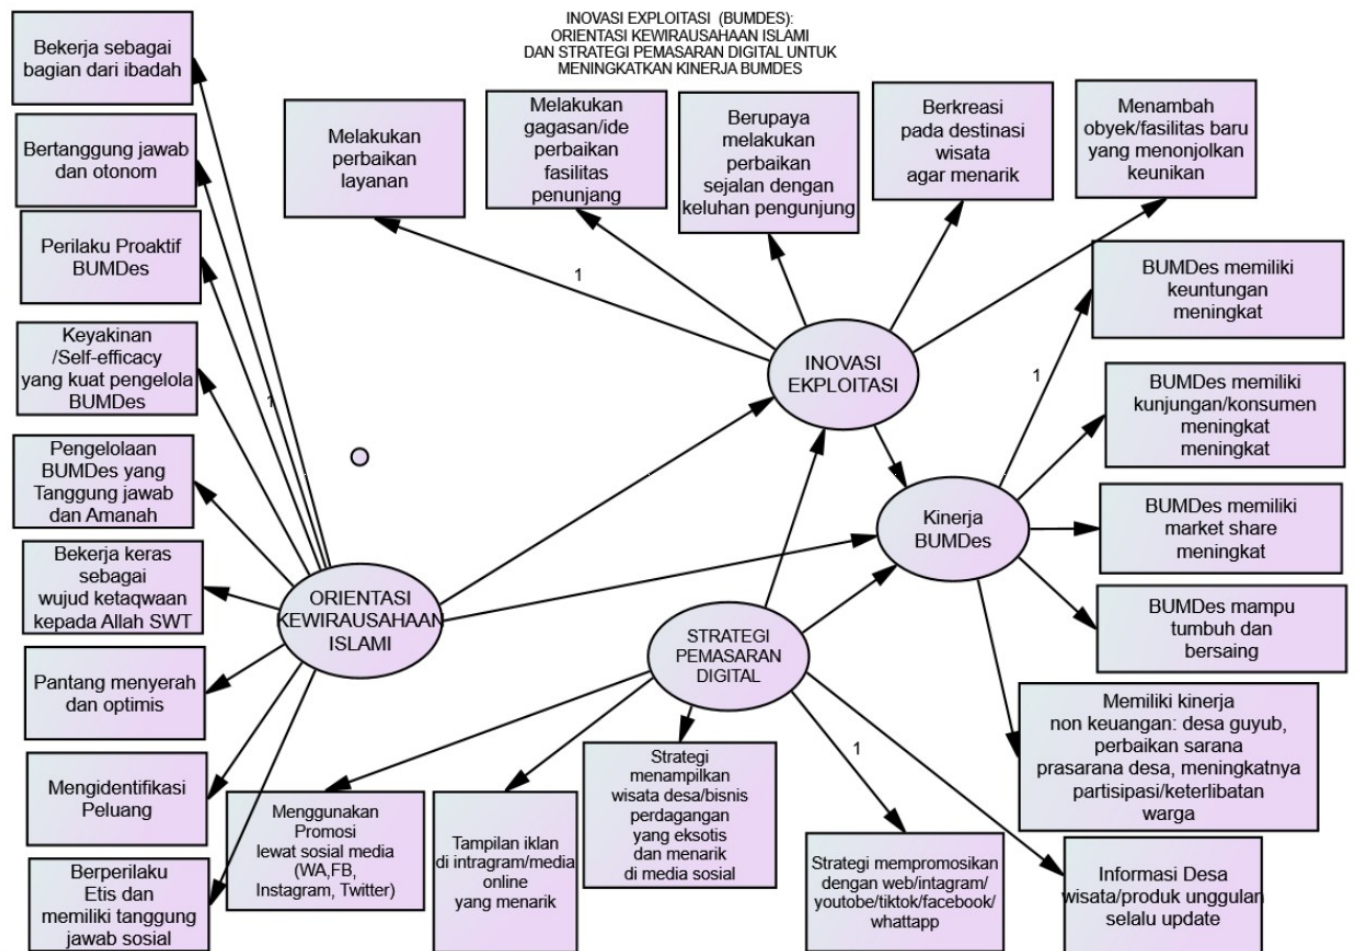 INOVASI EXPLOITASI (BUMDES):
ORIENTASI KEWIRAUSAHAAN ISLAMI
DAN STRATEGI PEMASARAN DIGITAL UNTUK
MENINGKATKAN KINERJA BUMDES
Bekerja sebagai
bagian dari ibadah
Bertanggung jawab
dan otonom
Perilaku Proaktif
BUMDes
Keyakinan
/Self-efficacy
yang kuat pengelola
BUMDes
Pengelolaan
BUMDes yang
Tanggung jawab
dan Amanah
Bekerja keras
sebagai
wujud ketaqwaan
kepada Allah SWT
Pantang menyerah
dan optimis
Mengidentifikasi
Peluang
Berperilaku
Etis dan
memiliki tanggung
jawab sosial
1
ORIENTASI
KEWIRAUSAHAAN
ISLAMI
Melakukan
perbaikan
layanan
Melakukan
gagasan/ide
perbaikan
fasilitas
penunjang
Berupaya
melakukan
perbaikan
sejalan dengan
keluhan pengunjung
Berkreasi
pada destinasi
wisata
agar menarik
Menambah
obyek/fasilitas baru
yang menonjolkan
keunikan
1
INOVASI
EKPLOITASI
Kinerja
BUMDes
1
BUMDes memiliki
keuntungan
meningkat
BUMDes memiliki
kunjungan/konsumen
meningkat
meningkat
BUMDes memiliki
market share
meningkat
BUMDes mampu
tumbuh dan
bersaing
Memiliki kinerja
non keuangan: desa guyub,
perbaikan sarana
prasarana desa, meningkatnya
partisipasi/keterlibatan
warga
STRATEGI
PEMASARAN
DIGITAL
1
Menggunakan
Promosi
lewat sosial media
(WA,FB,
Instagram, Twitter)
Tampilan iklan
di intragram/media
online
yang menarik
Strategi
menampilkan
wisata desa/bisnis
perdagangan
yang eksotis
dan menarik
di media sosial
Strategi mempromosikan
dengan web/intagram/
youtobe/tiktok/facebook/
whattapp
Informasi Desa
wisata/produk unggulan
selalu update